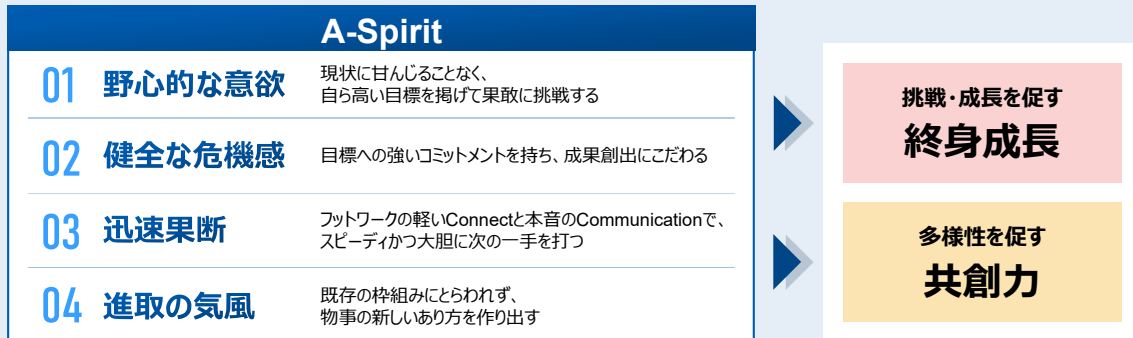 A-Spirit
01 野心的な意欲
現状に甘んじることなく、
自ら高い目標を掲げて果敢に挑戦する
02 健全な危機感
目標への強いコミットメントを持ち、成果創出にこだわる
03 迅速果断
フットワークの軽いConnectと本音のCommunicationで、
スピーディかつ大胆に次の一手を打つ
04 進取の気風
既存の枠組みにとらわれず、
物事の新しいあり方を作り出す
挑戦・成長を促す
終身成長
多様性を促す
共創力